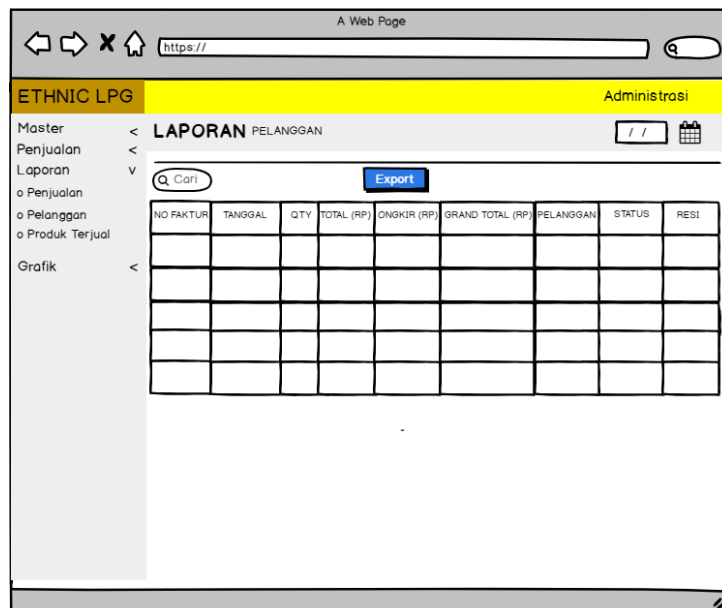 A Web Page
https://
ETHNIC LPG
Administrasi
Master <
Penjualan <
Laporan v
o Penjualan
o Pelanggan
o Produk Terjual
Grafik <
LAPORAN PELANGGAN
/ /
Cari
Export
NO FAKTUR TANGGAL QTY TOTAL (RP) ONGKIR (RP) GRAND TOTAL (RP) PELANGGAN STATUS RESI
-